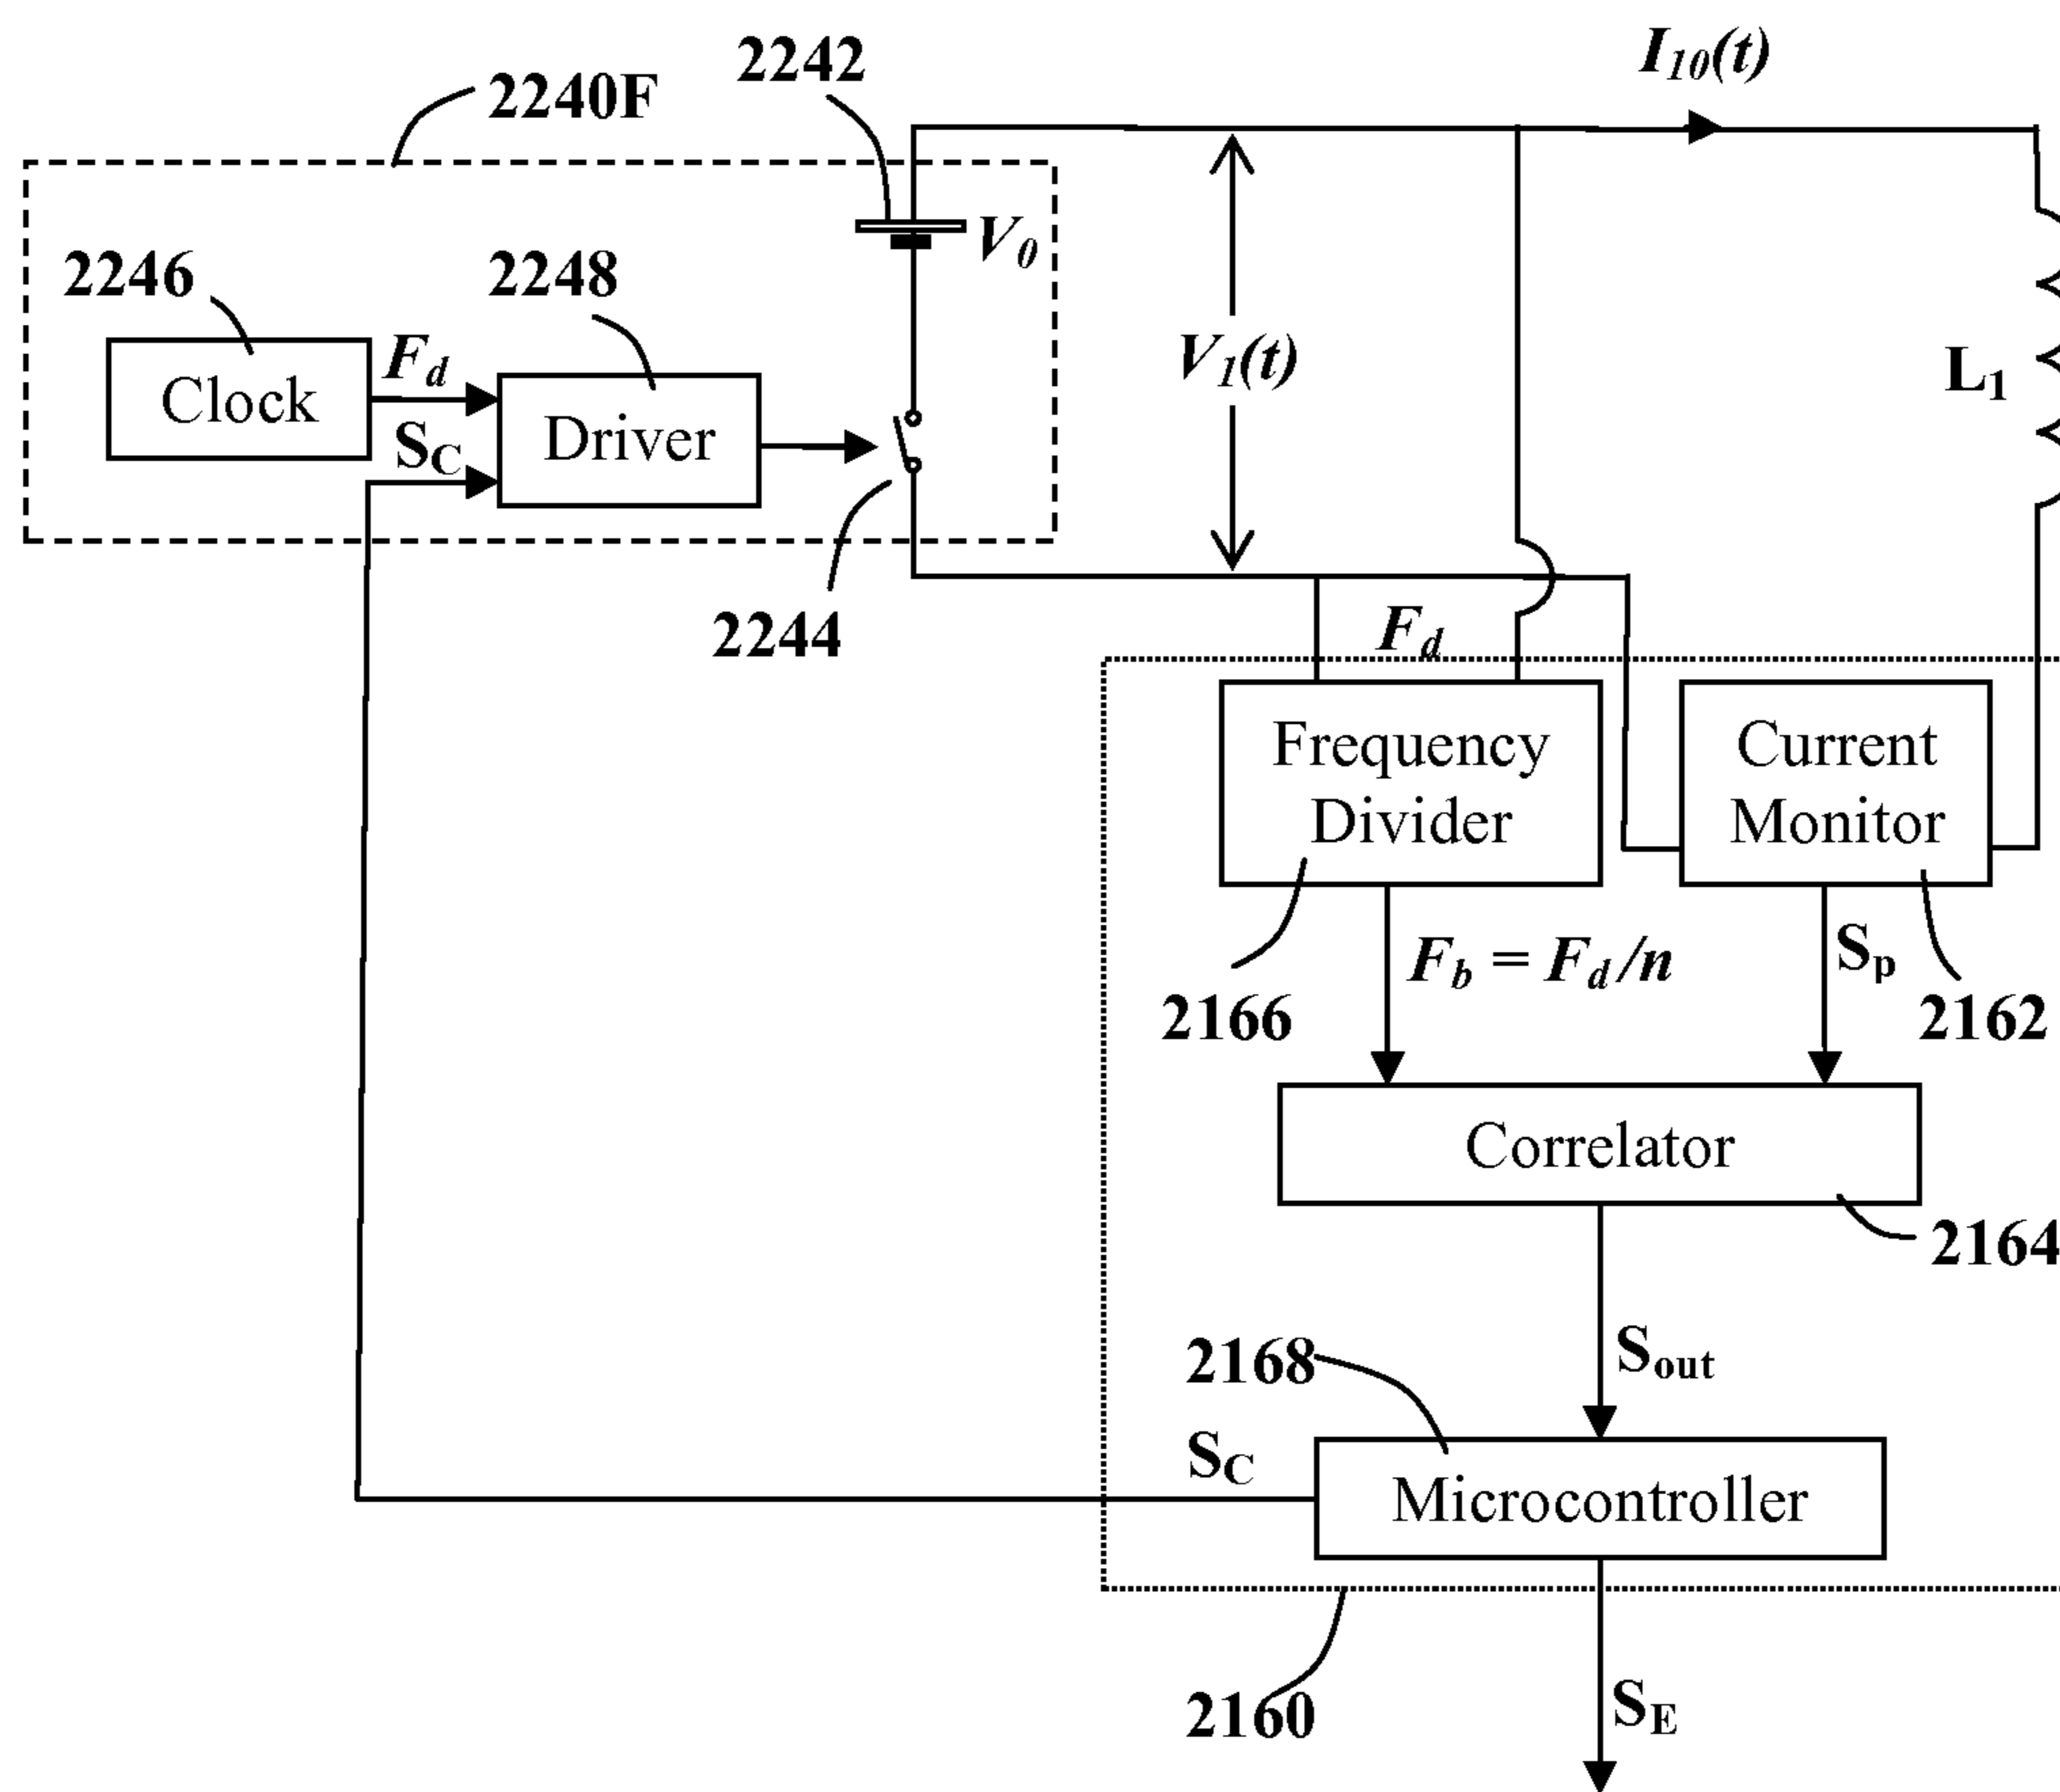 I10(t)
2242
2240F
V0
2246
2248
Fd
V1(t)
L1
Clock
SC
Driver
2244
Fd
Frequency
Divider
Current
Monitor
Fb = Fd/n
Sp
2166
2162
Correlator
2164
Sout
2168
SC
Microcontroller
2160
SE